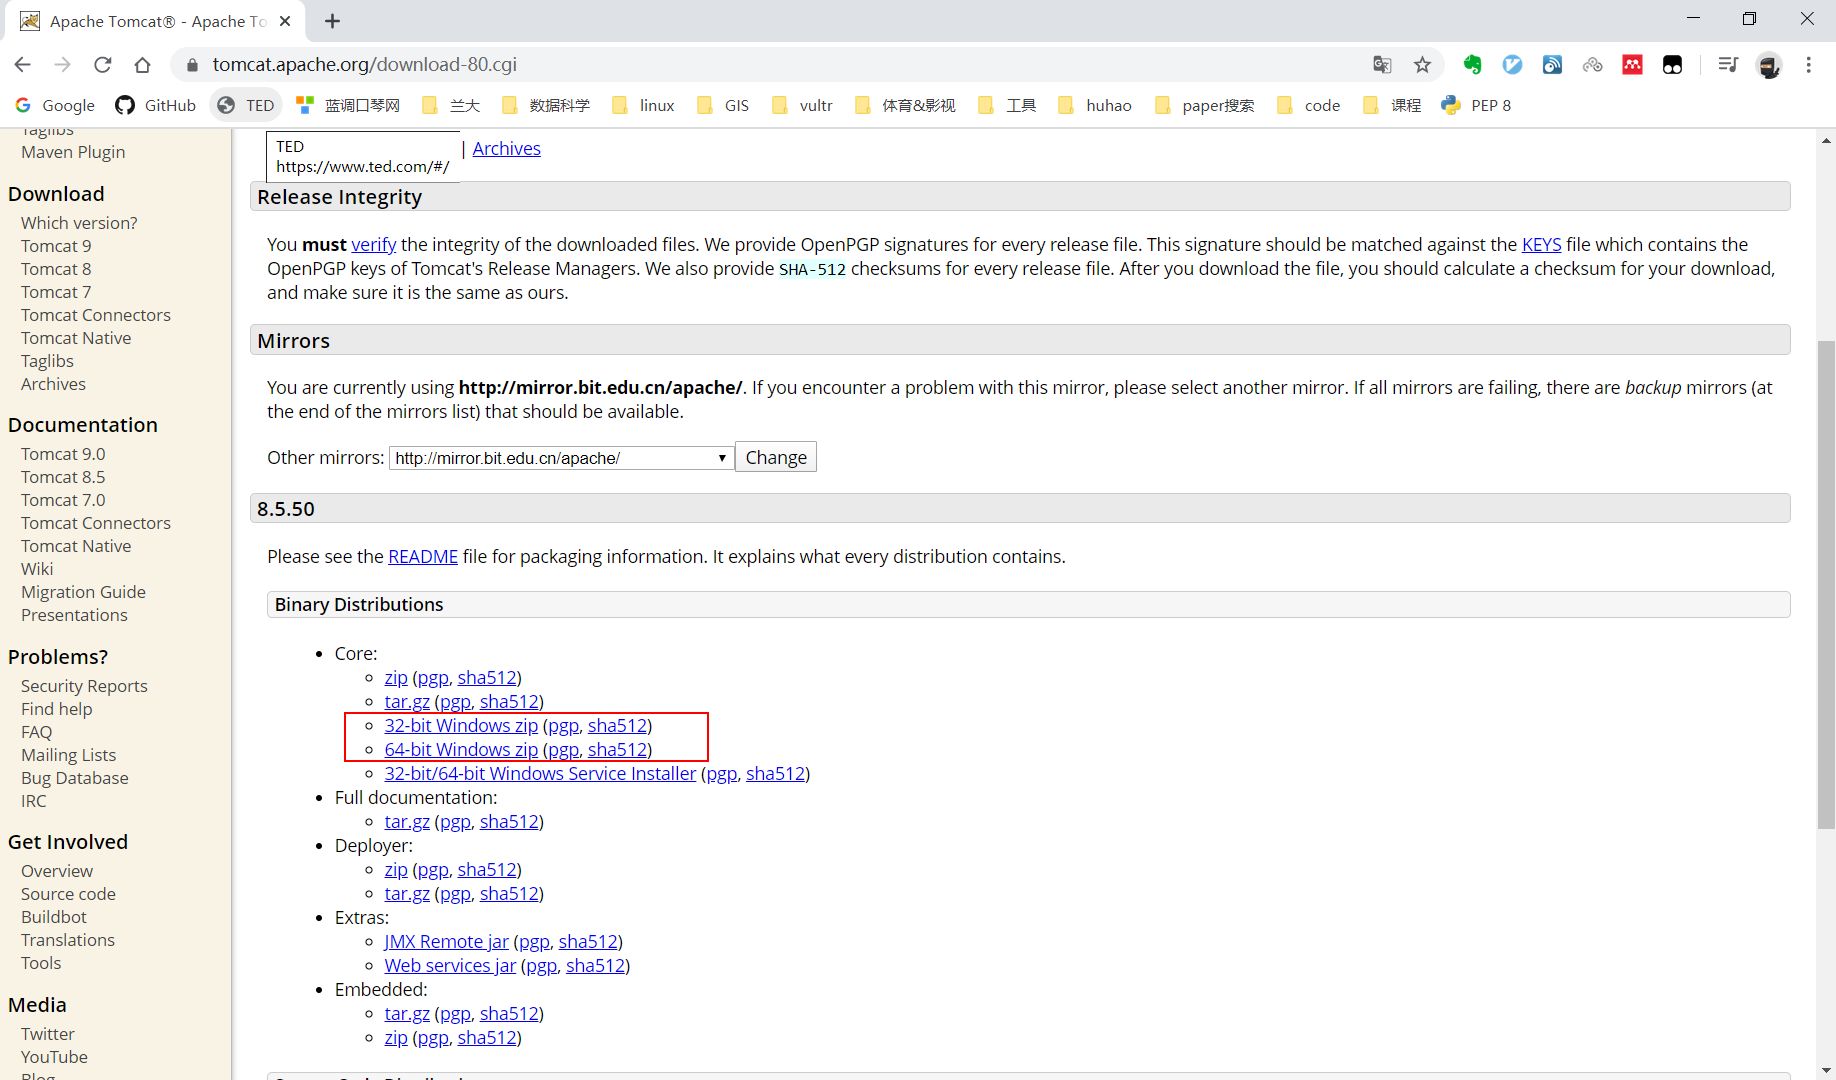 Apache Tomcat® - Apache To
tomcat.apache.org/download-80.cgi
Google GitHub TED 蓝调口琴网 兰大 数据科学 linux GIS vultr 体育&影视 工具 huhao paper搜索 code 课程 PEP 8
Taglibs
Maven Plugin
Download
Which version?
Tomcat 9
Tomcat 8
Tomcat 7
Tomcat Connectors
Tomcat Native
Taglibs
Archives
Documentation
Tomcat 9.0
Tomcat 8.5
Tomcat 7.0
Tomcat Connectors
Tomcat Native
Wiki
Migration Guide
Presentations
Problems?
Security Reports
Find help
FAQ
Mailing Lists
Bug Database
IRC
Get Involved
Overview
Source code
Buildbot
Translations
Tools
Media
Twitter
YouTube
Blog
TED
https://www.ted.com/#/
| Archives
Release Integrity
You must verify the integrity of the downloaded files. We provide OpenPGP signatures for every release file. This signature should be matched against the KEYS file which contains the
OpenPGP keys of Tomcat's Release Managers. We also provide SHA-512 checksums for every release file. After you download the file, you should calculate a checksum for your download,
and make sure it is the same as ours.
Mirrors
You are currently using http://mirror.bit.edu.cn/apache/. If you encounter a problem with this mirror, please select another mirror. If all mirrors are failing, there are backup mirrors (at
the end of the mirrors list) that should be available.
Other mirrors: http://mirror.bit.edu.cn/apache/ Change
8.5.50
Please see the README file for packaging information. It explains what every distribution contains.
Binary Distributions
Core:
zip (pgp, sha512)
tar.gz (pgp, sha512)
32-bit Windows zip (pgp, sha512)
64-bit Windows zip (pgp, sha512)
32-bit/64-bit Windows Service Installer (pgp, sha512)
Full documentation:
tar.gz (pgp, sha512)
Deployer:
zip (pgp, sha512)
tar.gz (pgp, sha512)
Extras:
JMX Remote jar (pgp, sha512)
Web services jar (pgp, sha512)
Embedded:
tar.gz (pgp, sha512)
zip (pgp, sha512)